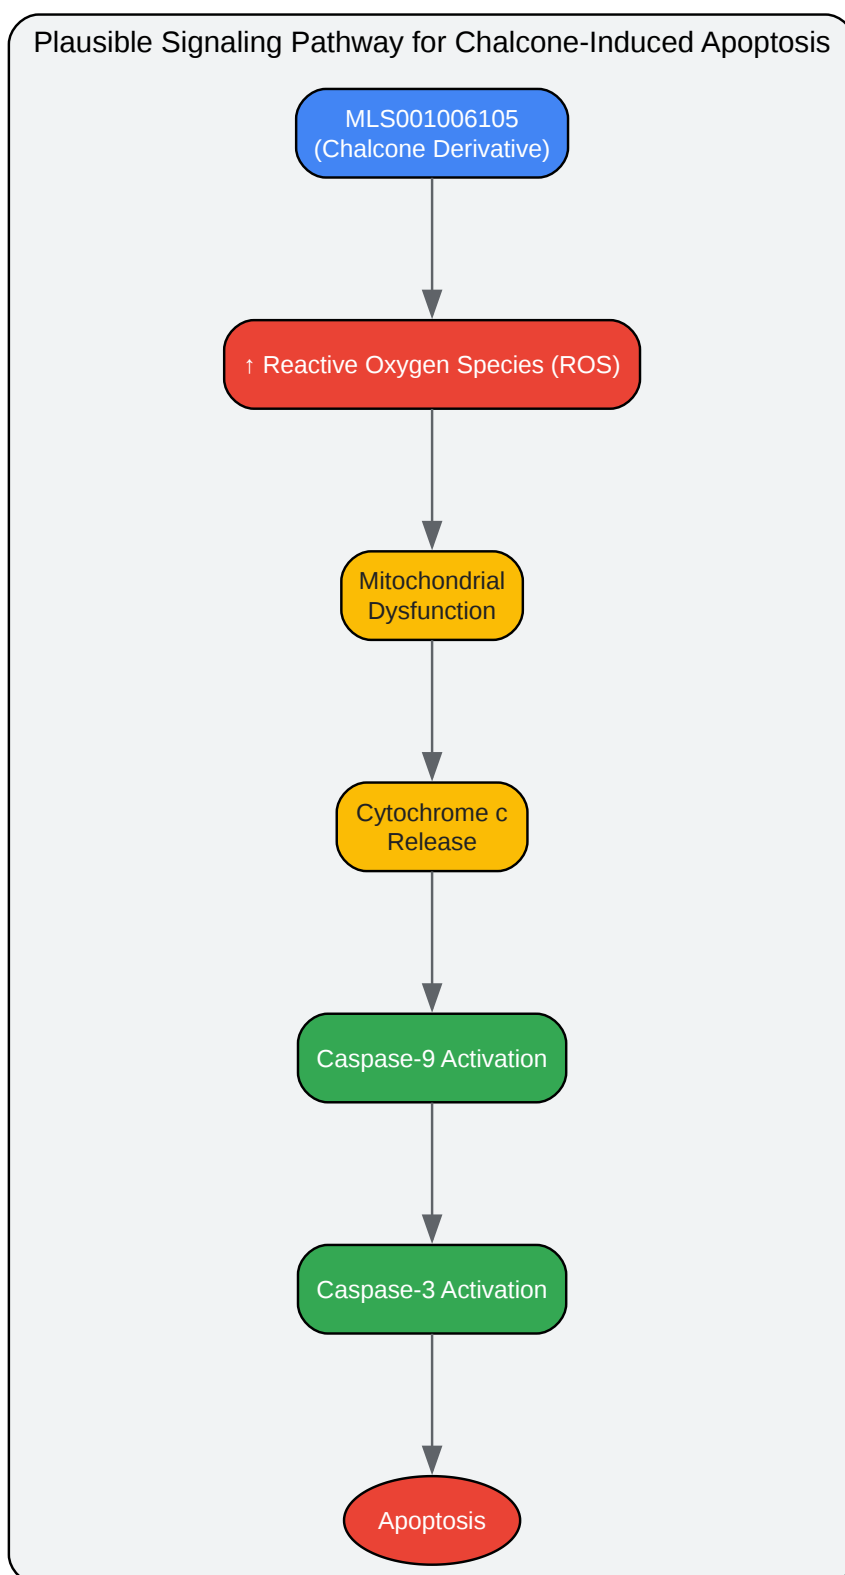 Plausible Signaling Pathway for Chalcone-Induced Apoptosis
MLS001006105
(Chalcone Derivative)
↑ Reactive Oxygen Species (ROS)
Mitochondrial
Dysfunction
Cytochrome c
Release
Caspase-9 Activation
Caspase-3 Activation
Apoptosis